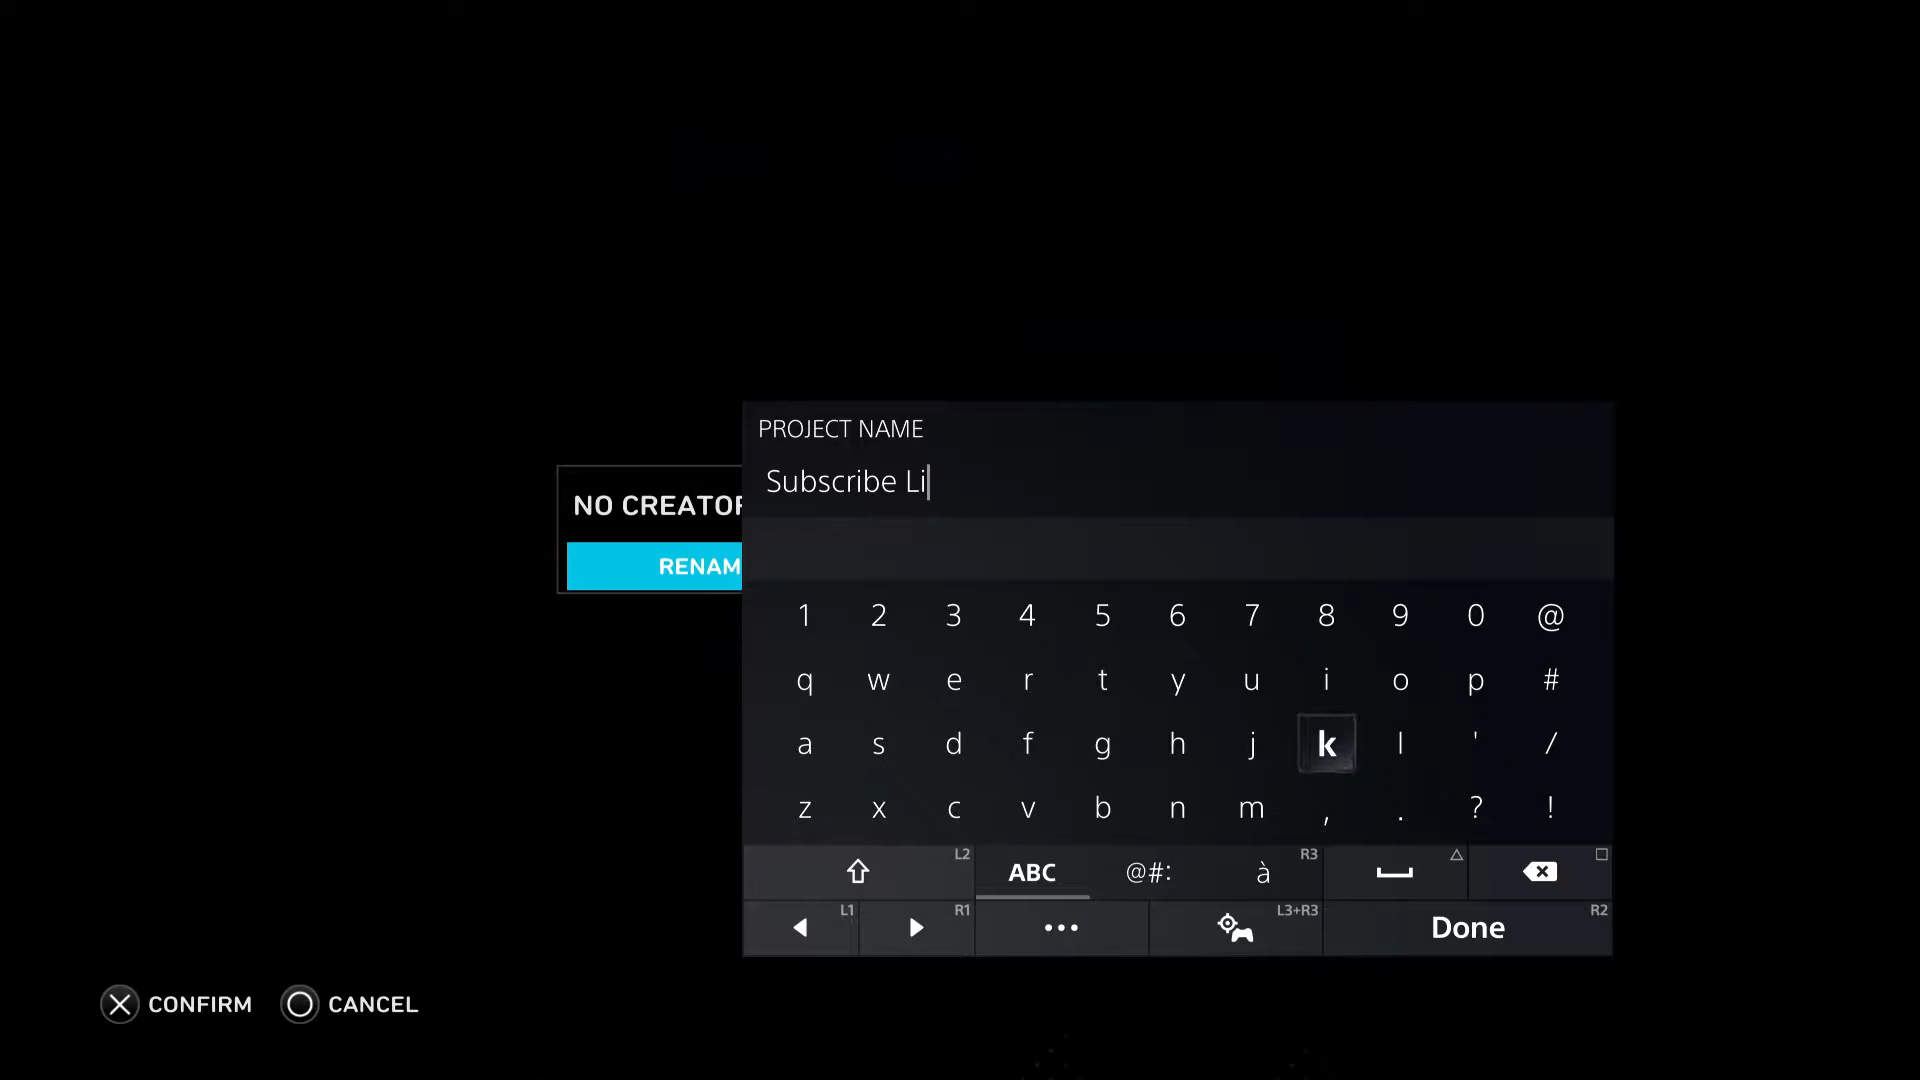 PROJECT NAME
Subscribe Li
NO CREATOR
RENAM
1 2 3 4 5 6 7 8 9 0 @
q w e r t y u i o p #
a s d f g h j k l ' /
z x c v b n m , . ? !
L2 ABC @#: à R3
L1 R1 ... L3+R3 Done R2
CONFIRM CANCEL